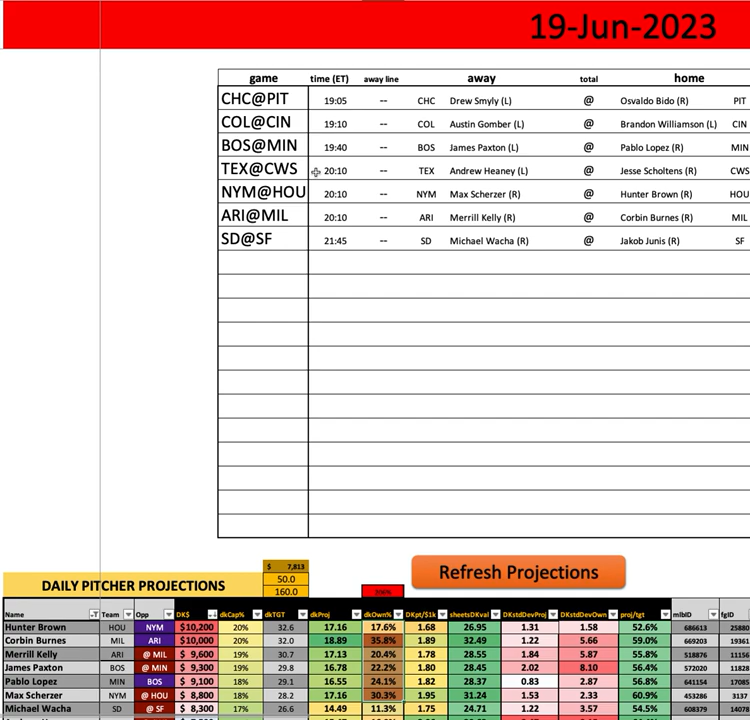 19-Jun-2023
game time (ET) away line away total home
CHC@PIT 19:05 -- CHC Drew Smyly (L) @ Osvaldo Bido (R) PIT
COL@CIN 19:10 -- COL Austin Gomber (L) @ Brandon Williamson (L) CIN
BOS@MIN 19:40 -- BOS James Paxton (L) @ Pablo Lopez (R) MIN
TEX@CWS 20:10 -- TEX Andrew Heaney (L) @ Jesse Scholtens (R) CWS
NYM@HOU 20:10 -- NYM Max Scherzer (R) @ Hunter Brown (R) HOU
ARI@MIL 20:10 -- ARI Merrill Kelly (R) @ Corbin Burnes (R) MIL
SD@SF 21:45 -- SD Michael Wacha (R) @ Jakob Junis (R) SF
$ 7,813
DAILY PITCHER PROJECTIONS 50.0 Refresh Projections
160.0
Name Team Opp DK$ dkCap% dkTGT dkProj dkOwn% DKpt/$1k sheetsDKval DKstdDevProj DKstdDevOwn proj/tgt mlbID fgID
Hunter Brown HOU NYM $10,200 20% 32.6 17.16 17.6% 1.68 26.95 1.31 1.58 52.6% 686613 25880
Corbin Burnes MIL ARI $10,000 20% 32.0 18.89 35.8% 1.89 32.49 1.22 5.66 59.0% 669203 19361
Merrill Kelly ARI @ MIL $ 9,600 19% 30.7 17.13 20.4% 1.78 28.55 1.84 5.87 55.8% 518876 11156
James Paxton BOS @ MIN $ 9,300 19% 29.8 16.78 22.2% 1.80 28.45 2.02 8.10 56.4% 572020 11828
Pablo Lopez MIN BOS $ 9,100 18% 29.1 16.55 24.1% 1.82 28.37 0.83 2.87 56.8% 641154 17085
Max Scherzer NYM @ HOU $ 8,800 18% 28.2 17.16 30.3% 1.95 31.24 1.53 2.33 60.9% 453286 3137
Michael Wacha SD @ SF $ 8,300 17% 26.6 14.49 11.3% 1.75 24.71 1.22 3.57 54.5% 608379 14078